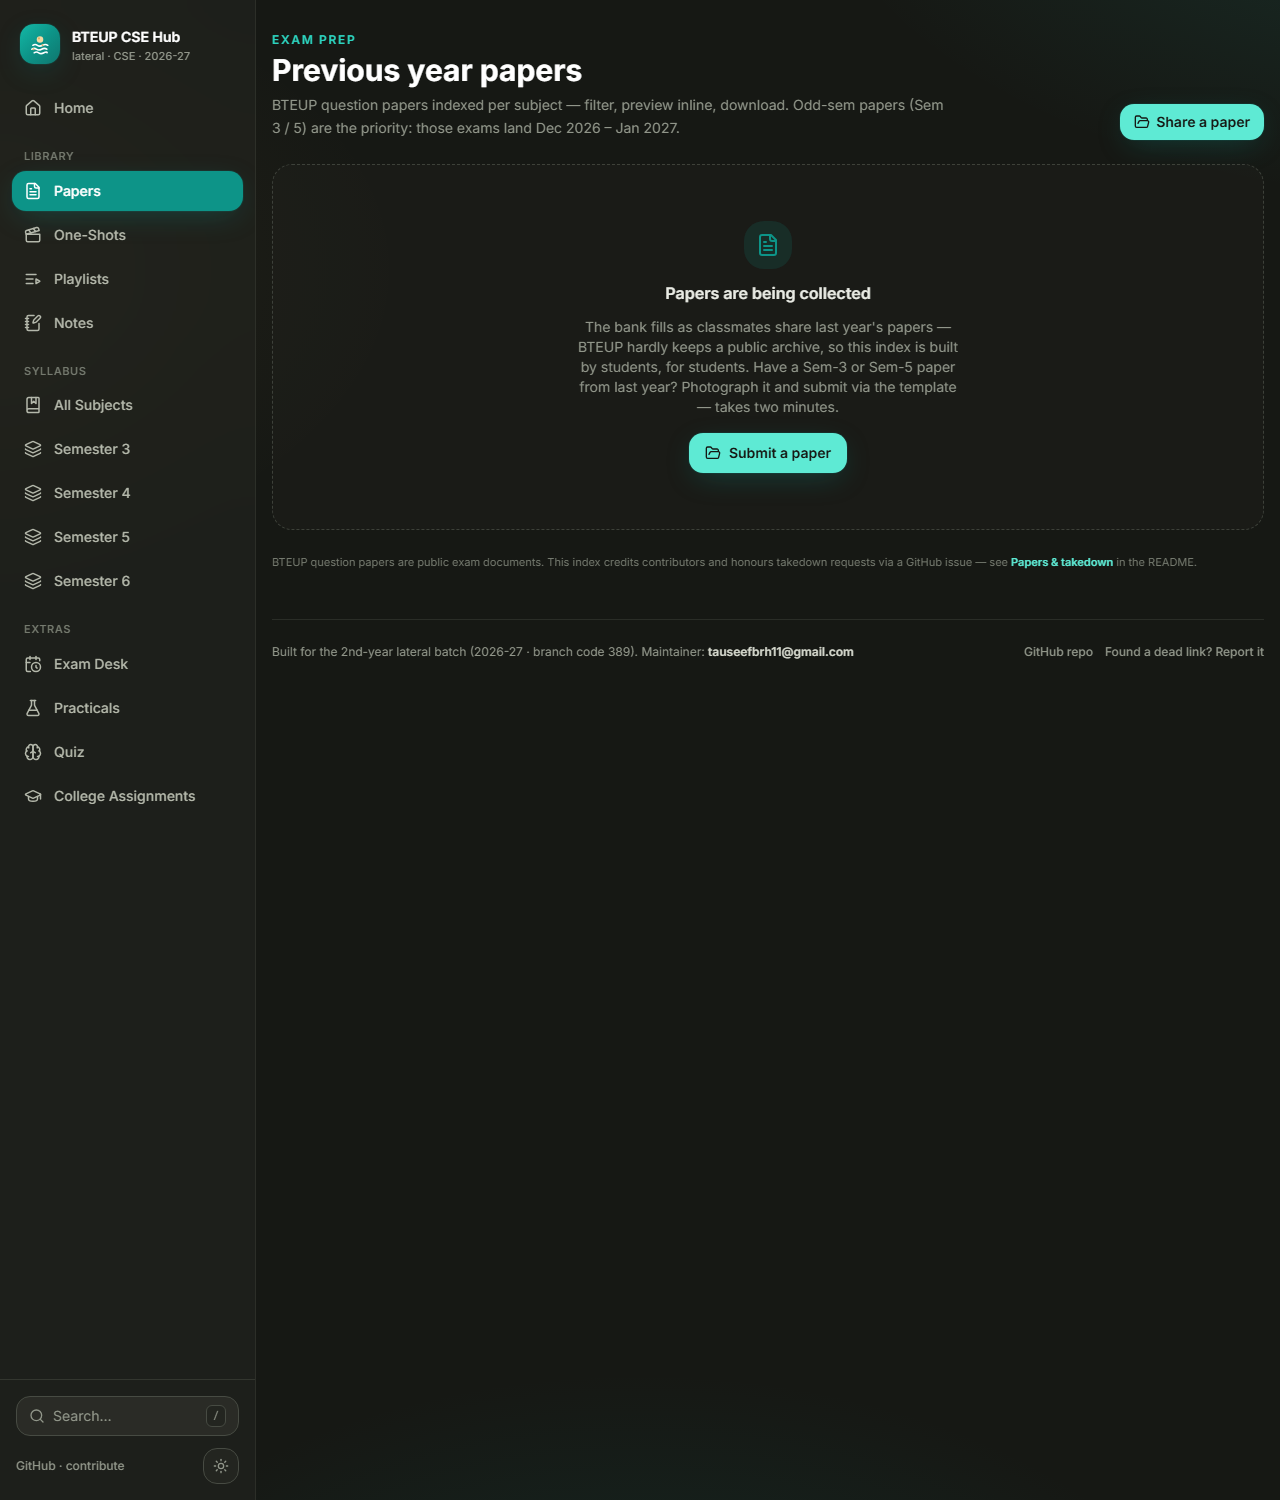 BTEUP CSE Hub
lateral · CSE · 2026-27
Home
LIBRARY
Papers
One-Shots
Playlists
Notes
SYLLABUS
All Subjects
Semester 3
Semester 4
Semester 5
Semester 6
EXTRAS
Exam Desk
Practicals
Quiz
College Assignments
Search...
/
GitHub · contribute
EXAM PREP
Previous year papers
BTEUP question papers indexed per subject — filter, preview inline, download. Odd-sem papers (Sem
3 / 5) are the priority: those exams land Dec 2026 – Jan 2027.
Share a paper
Papers are being collected
The bank fills as classmates share last year's papers —
BTEUP hardly keeps a public archive, so this index is built
by students, for students. Have a Sem-3 or Sem-5 paper
from last year? Photograph it and submit via the template
— takes two minutes.
Submit a paper
BTEUP question papers are public exam documents. This index credits contributors and honours takedown requests via a GitHub issue — see Papers & takedown in the README.
Built for the 2nd-year lateral batch (2026-27 · branch code 389). Maintainer: tauseefbrh11@gmail.com
GitHub repo
Found a dead link? Report it